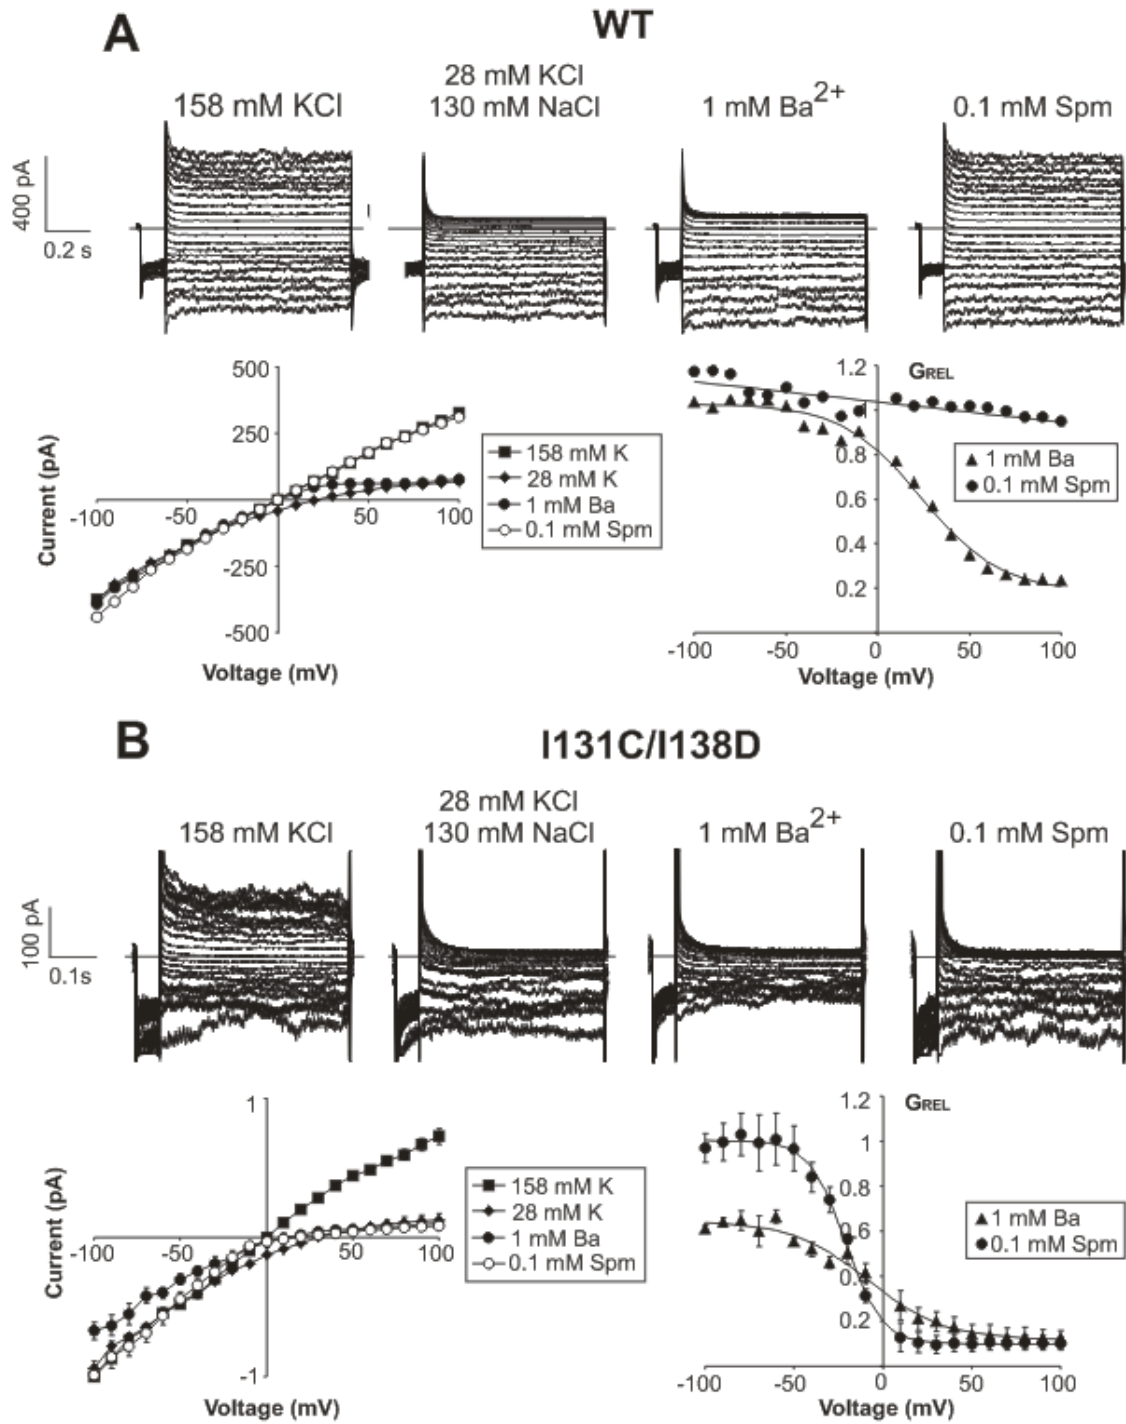 A
WT
158 mM KCl
28 mM KCl
130 mM NaCl
1 mM Ba2+
0.1 mM Spm
400 pA
0.2 s
500
250
-250
-500
-100
-50
50
100
Current (pA)
Voltage (mV)
158 mM K
28 mM K
1 mM Ba
0.1 mM Spm
1.2
GREL
0.8
0.6
0.4
0.2
-100
-50
0
50
100
Voltage (mV)
1 mM Ba
0.1 mM Spm
B
I131C/I138D
158 mM KCl
28 mM KCl
130 mM NaCl
1 mM Ba2+
0.1 mM Spm
100 pA
0.1s
1
-1
-100
-50
50
100
Current (pA)
Voltage (mV)
158 mM K
28 mM K
1 mM Ba
0.1 mM Spm
1.2
GREL
1
0.8
0.6
0.4
0.2
-100
-50
0
50
100
Voltage (mV)
1 mM Ba
0.1 mM Spm